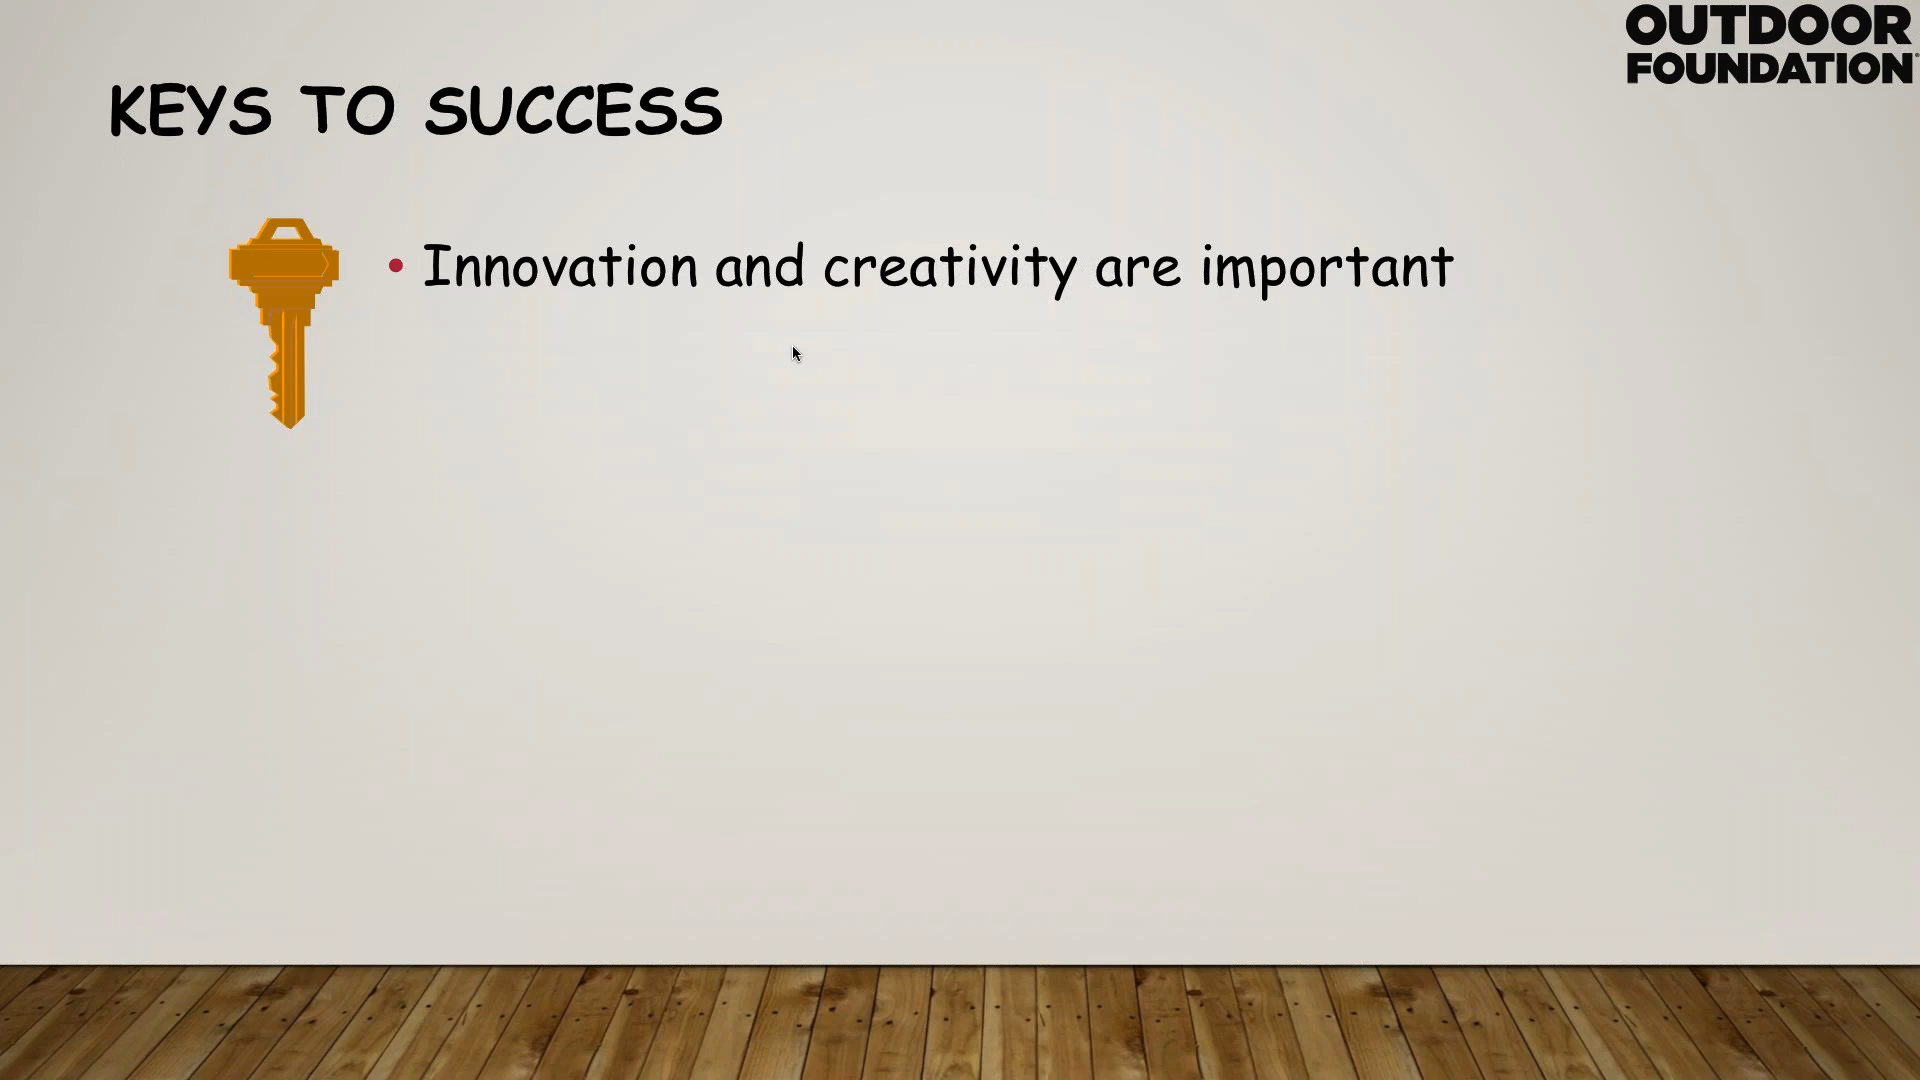 OUTDOOR
FOUNDATION
KEYS TO SUCCESS
• Innovation and creativity are important